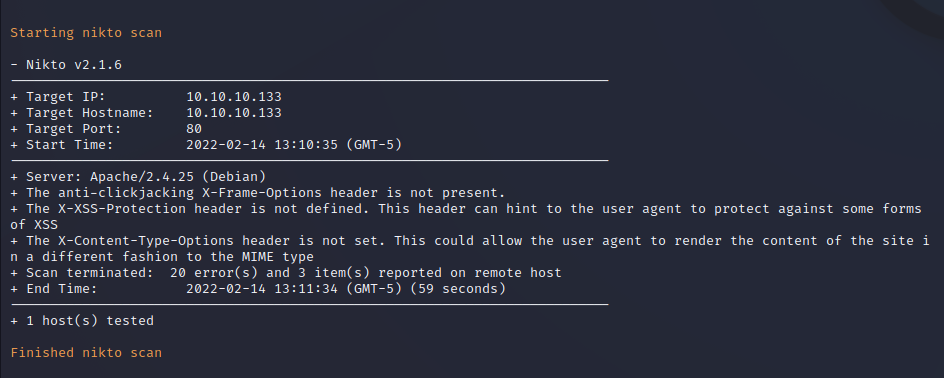 Starting nikto scan
- Nikto v2.1.6
+ Target IP:          10.10.10.133
+ Target Hostname:    10.10.10.133
+ Target Port:        80
+ Start Time:         2022-02-14 13:10:35 (GMT-5)
+ Server: Apache/2.4.25 (Debian)
+ The anti-clickjacking X-Frame-Options header is not present.
+ The X-XSS-Protection header is not defined. This header can hint to the user agent to protect against some forms
of XSS
+ The X-Content-Type-Options header is not set. This could allow the user agent to render the content of the site i
n a different fashion to the MIME type
+ Scan terminated:  20 error(s) and 3 item(s) reported on remote host
+ End Time:           2022-02-14 13:11:34 (GMT-5) (59 seconds)
+ 1 host(s) tested
Finished nikto scan